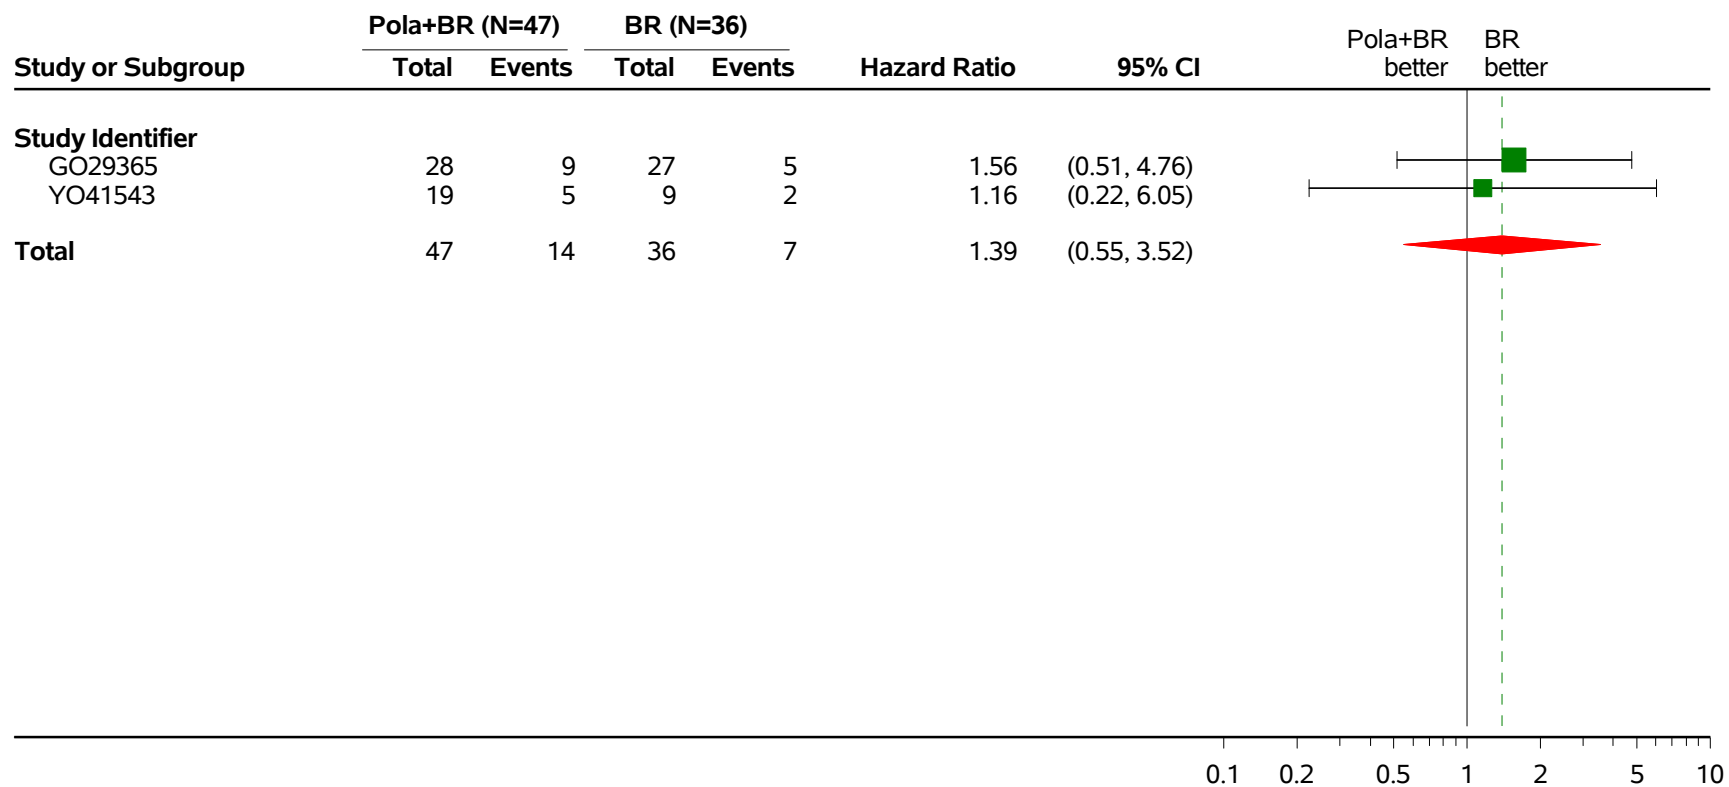 Pola+BR (N=47) BR (N=36) Pola+BR BR
Study or Subgroup Total Events Total Events Hazard Ratio 95% CI better better
Study Identifier
GO29365 28 9 27 5 1.56 (0.51, 4.76)
YO41543 19 5 9 2 1.16 (0.22, 6.05)
Total 47 14 36 7 1.39 (0.55, 3.52)
0.1 0.2 0.5 1 2 5 10